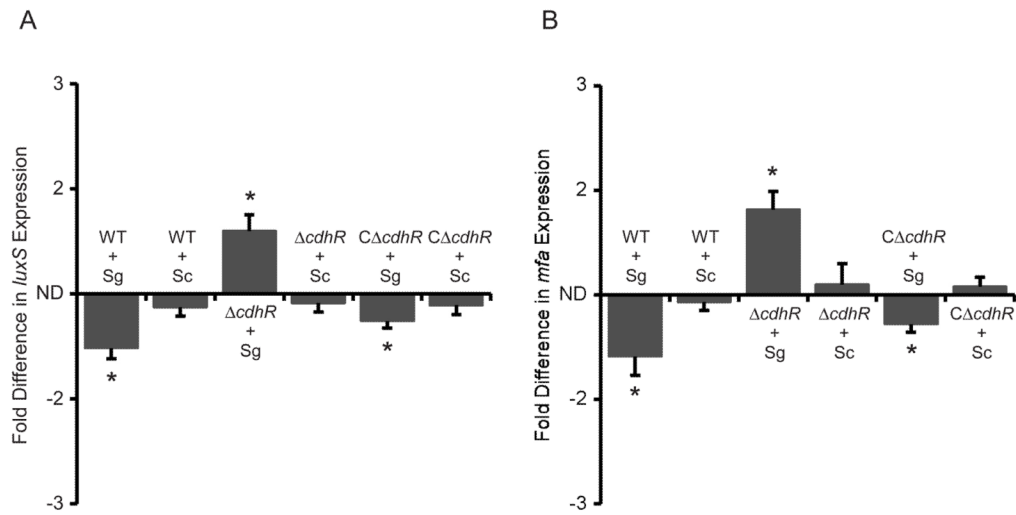 A
Fold Difference in luxS Expression
3
2
ND
-2
-3
WT
+
Sg
WT
+
Sc
ΔcdhR
+
Sg
ΔcdhR
+
Sc
CΔcdhR
+
Sg
CΔcdhR
+
Sc
*
*
*
B
Fold Difference in mfa Expression
3
2
ND
-2
-3
WT
+
Sg
WT
+
Sc
ΔcdhR
+
Sg
ΔcdhR
+
Sc
CΔcdhR
+
Sg
CΔcdhR
+
Sc
*
*
*